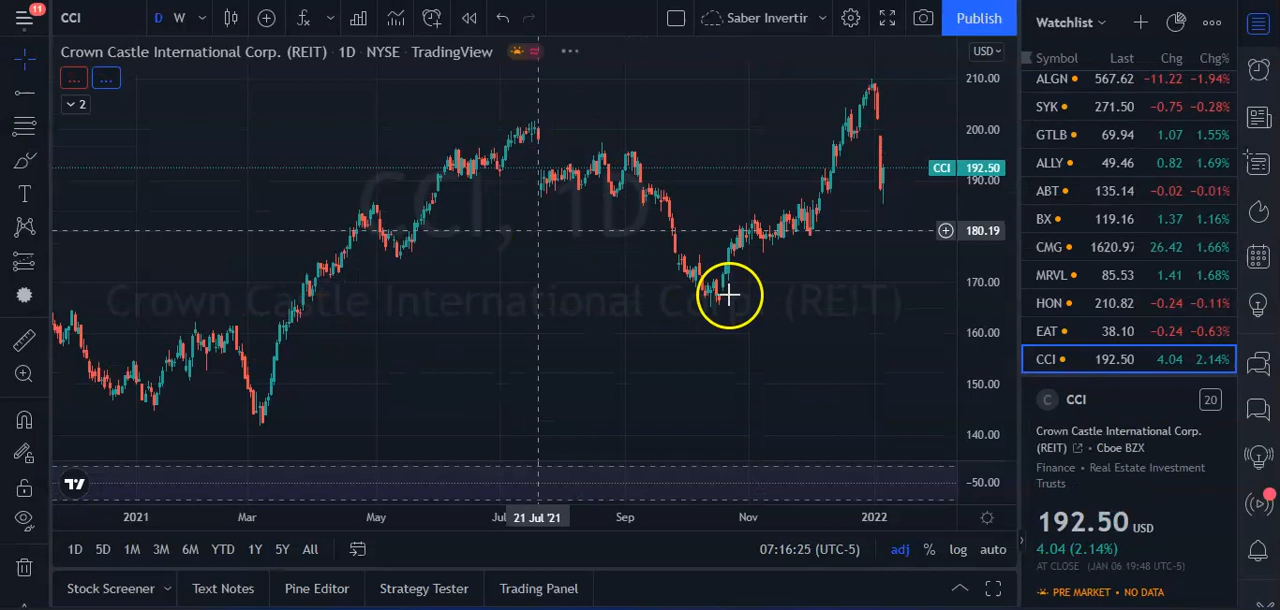 11
CCI
D
W
Saber Invertir
Publish
Watchlist
Crown Castle International Corp. (REIT) · 1D · NYSE · TradingView
USD
... ...
2
CCI, 1D
Crown Castle International Corp. (REIT)
210.00
200.00
CCI 192.50
190.00
180.19
170.00
160.00
150.00
140.00
−50.00
2021 Mar May Jul 21 Jul '21 Sep Nov 2022
1D 5D 1M 3M 6M YTD 1Y 5Y All
07:16:25 (UTC-5) adj % log auto
Stock Screener Text Notes Pine Editor Strategy Tester Trading Panel
Symbol Last Chg Chg%
ALGN 567.62 −11.22 −1.94%
SYK 271.50 −0.75 −0.28%
GTLB 69.94 1.07 1.55%
ALLY 49.46 0.82 1.69%
ABT 135.14 −0.02 −0.01%
BX 119.16 1.37 1.16%
CMG 1620.97 26.42 1.66%
MRVL 85.53 1.41 1.68%
HON 210.82 −0.24 −0.11%
EAT 38.10 −0.24 −0.63%
CCI 192.50 4.04 2.14%
C CCI 20
Crown Castle International Corp.
(REIT) • Cboe BZX
Finance • Real Estate Investment
Trusts
192.50 USD
4.04 (2.14%)
AT CLOSE (JAN 06 19:48 UTC-5)
PRE MARKET • NO DATA